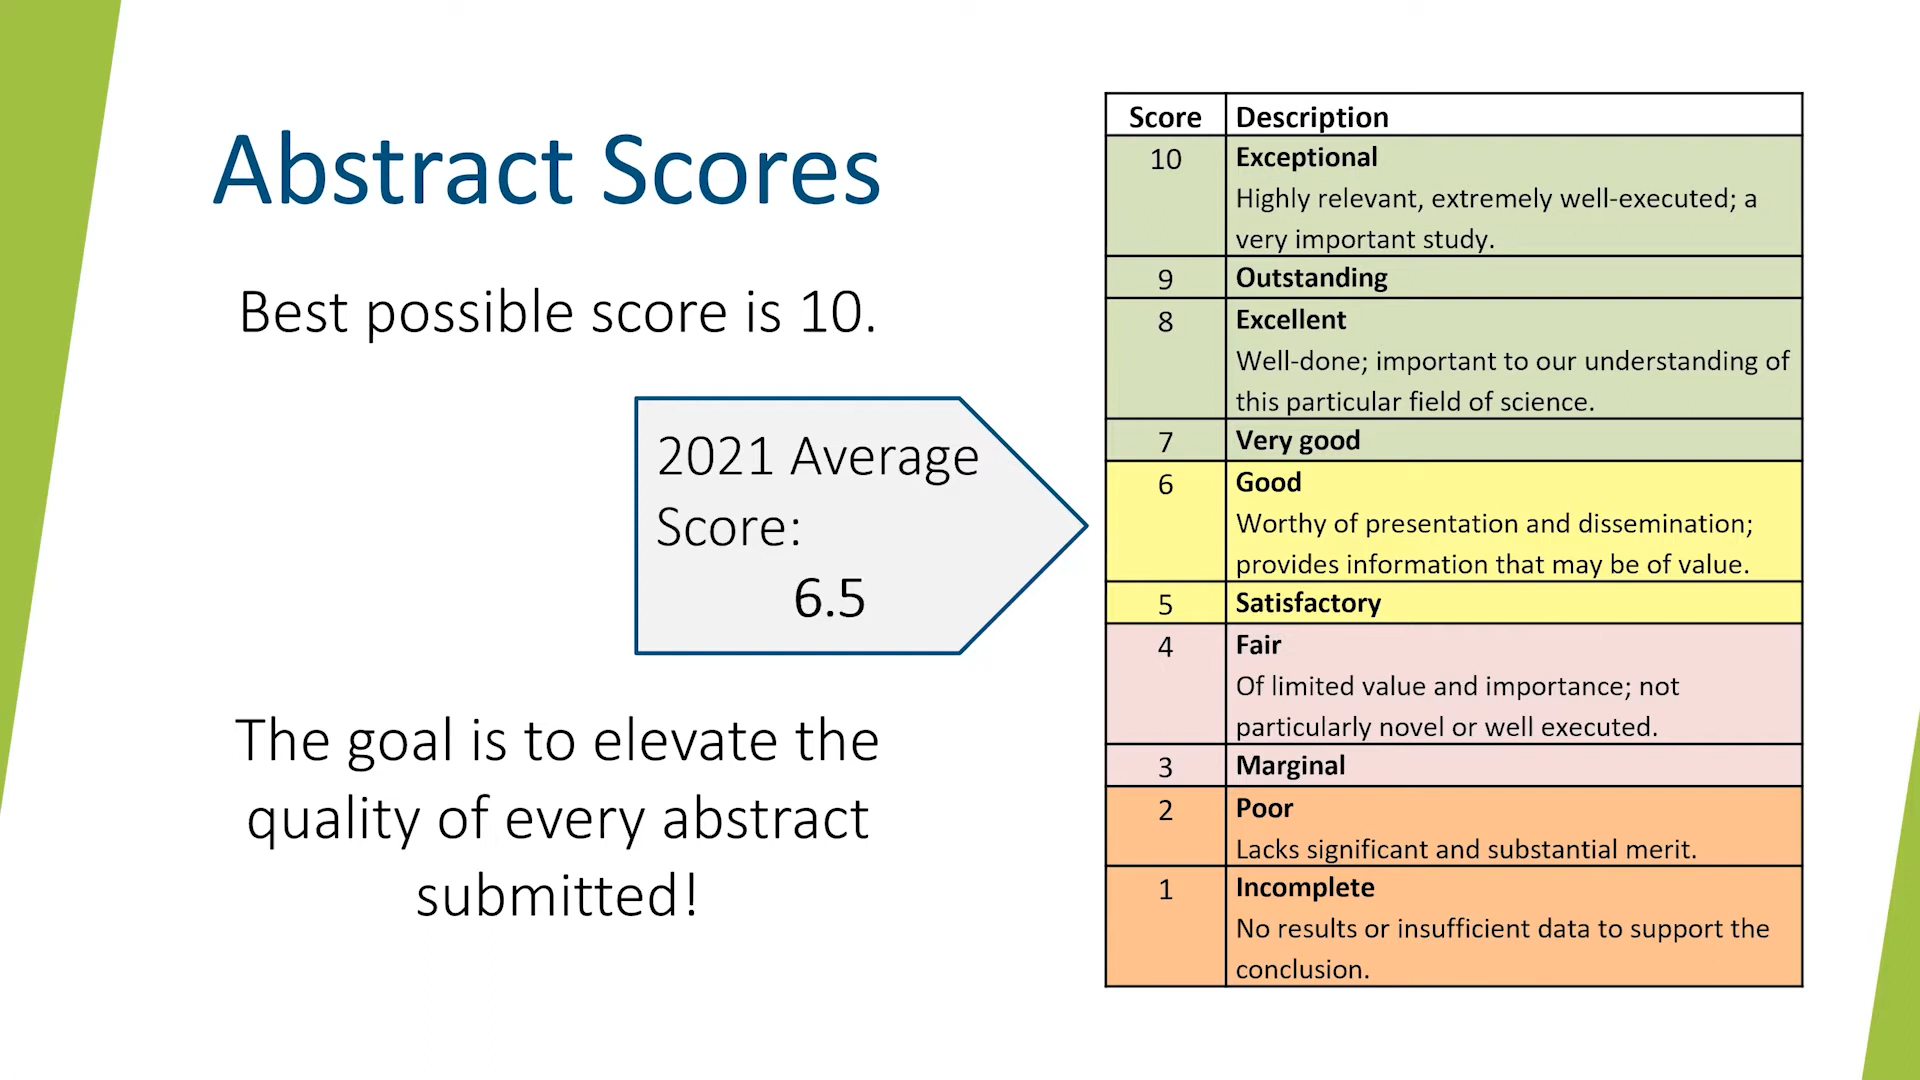 Abstract Scores
Best possible score is 10.
2021 Average
Score:
6.5
The goal is to elevate the
quality of every abstract
submitted!
Score Description
10 Exceptional
Highly relevant, extremely well-executed; a
very important study.
9 Outstanding
8 Excellent
Well-done; important to our understanding of
this particular field of science.
7 Very good
6 Good
Worthy of presentation and dissemination;
provides information that may be of value.
5 Satisfactory
4 Fair
Of limited value and importance; not
particularly novel or well executed.
3 Marginal
2 Poor
Lacks significant and substantial merit.
1 Incomplete
No results or insufficient data to support the
conclusion.